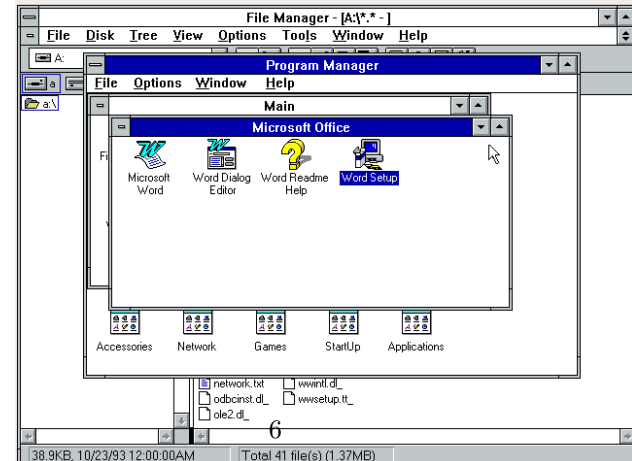 File Manager - [A:\*.* - ]
File Disk Tree View Options Tools Window Help
A:
Program Manager
a
File Options Window Help
a:\
Main
Microsoft Office
Microsoft Word
Word Dialog Editor
Word Readme Help
Word Setup
Accessories Network Games StartUp Applications
network.txt wwintl.dl_
odbcinst.dl_ wwsetup.tt_
ole2.dl_
6
38.9KB, 10/23/93 12:00:00AM Total 41 file(s) (1.37MB)